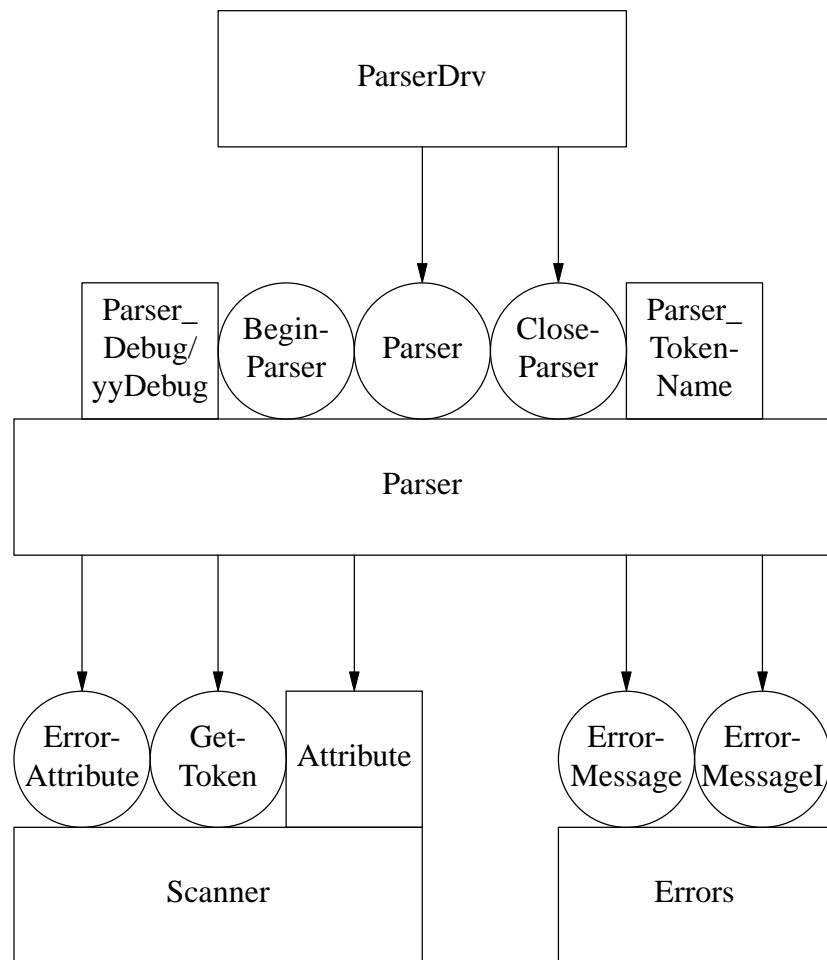 ParserDrv
Parser_
Debug/
yyDebug
Begin-
Parser
Parser
Close-
Parser
Parser_
Token-
Name
Parser
Error-
Attribute
Get-
Token
Attribute
Error-
Message
Error-
MessageI
Scanner
Errors